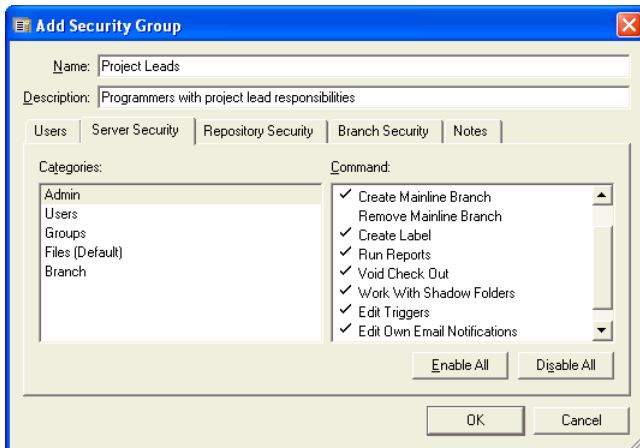 Add Security Group
Name: Project Leads
Description: Programmers with project lead responsibilities
Users Server Security Repository Security Branch Security Notes
Categories:
Admin
Users
Groups
Files (Default)
Branch
Command:
Create Mainline Branch
Remove Mainline Branch
Create Label
Run Reports
Void Check Out
Work With Shadow Folders
Edit Triggers
Edit Own Email Notifications
Enable All Disable All
OK Cancel